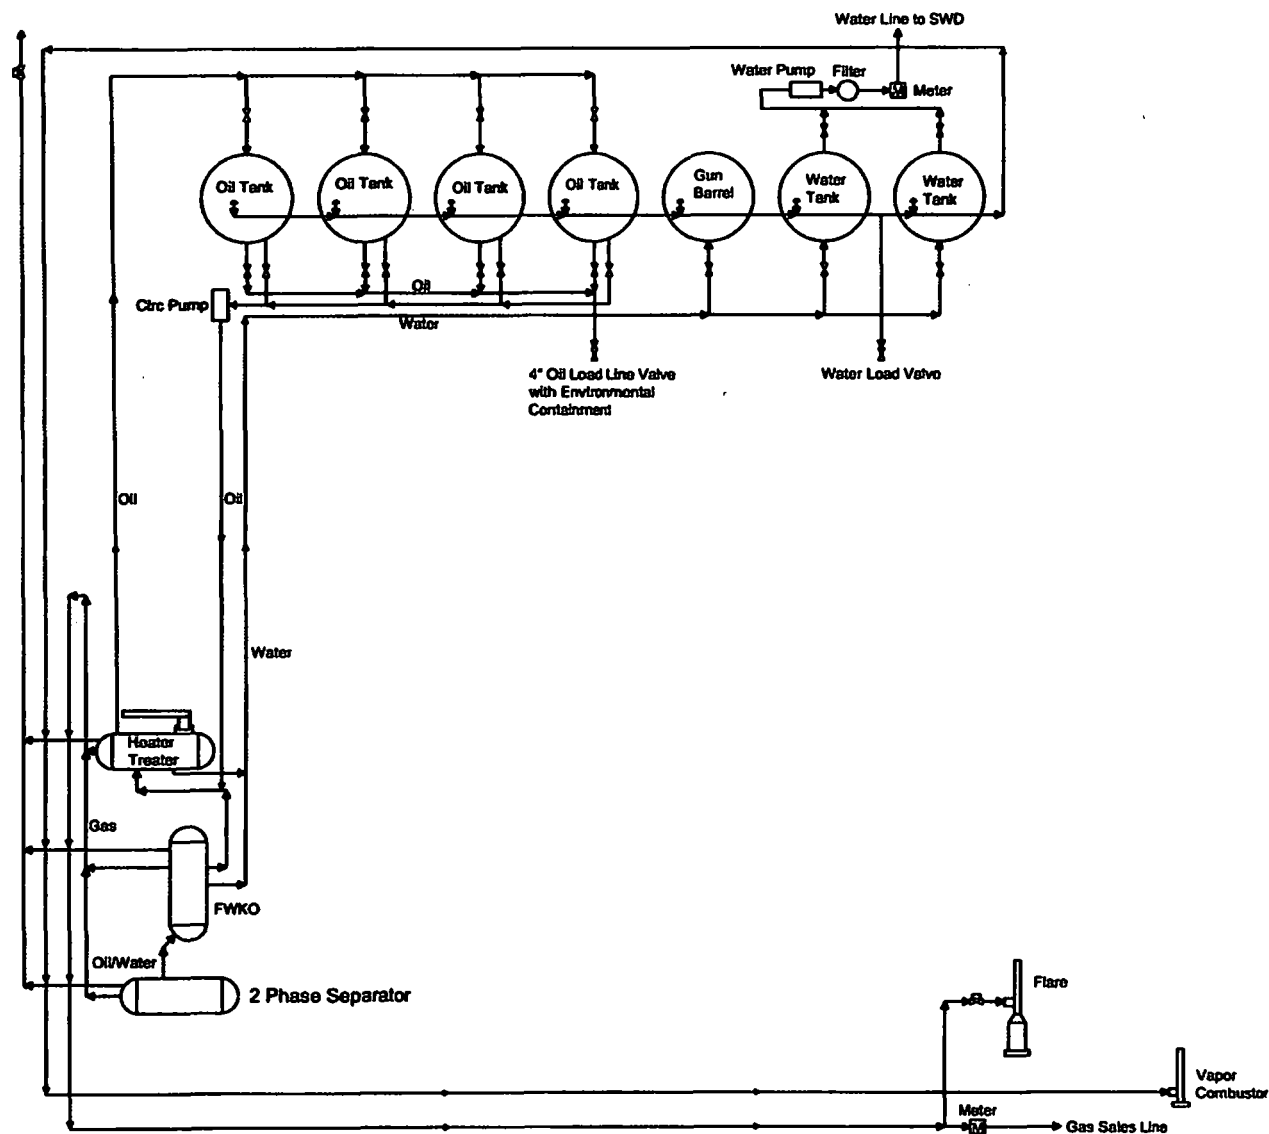 Water Line to SWD
Water Pump
Filter
Meter
Oil Tank
Oil Tank
Oil Tank
Oil Tank
Gun
Barrel
Water
Tank
Water
Tank
Oil
Circ Pump
Water
4" Oil Load Line Valve
with Environmental
Containment
Water Load Valve
Oil
Oil
Water
Heater
Treater
Gas
FWKO
Oil/Water
2 Phase Separator
Flare
Vapor
Combustor
Meter
M
Gas Sales Line